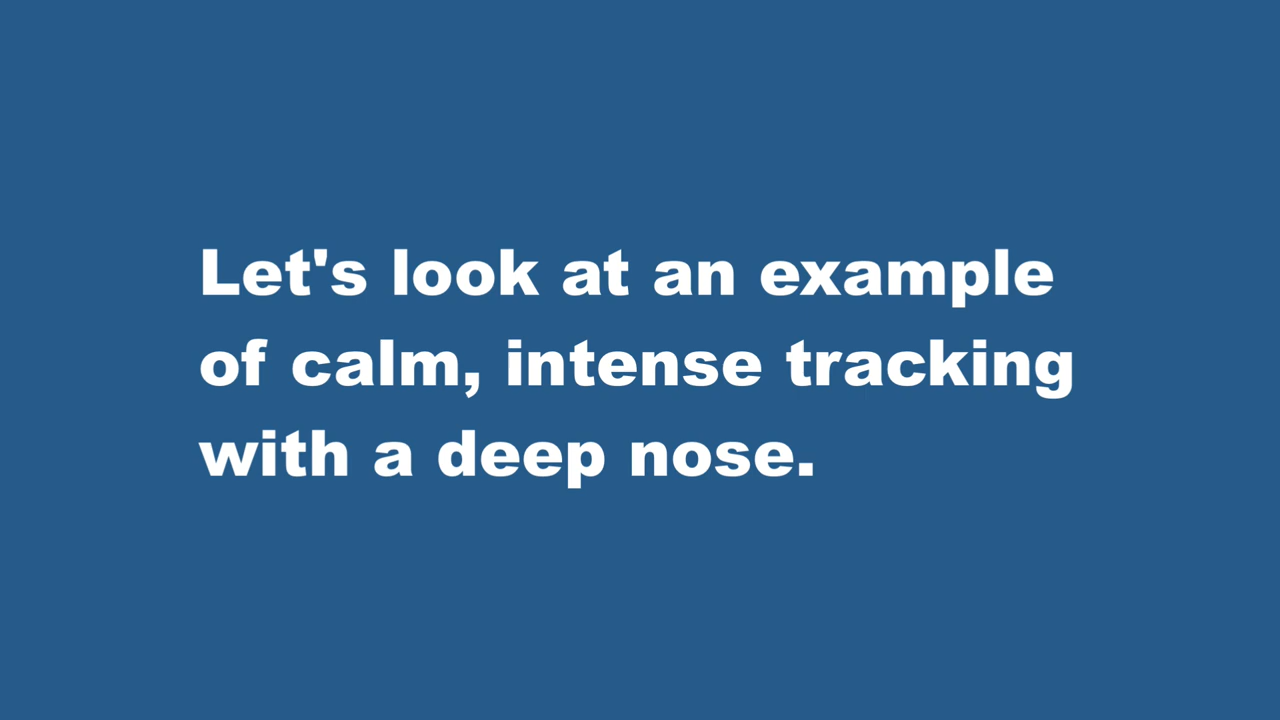 Let's look at an example
of calm, intense tracking
with a deep nose.